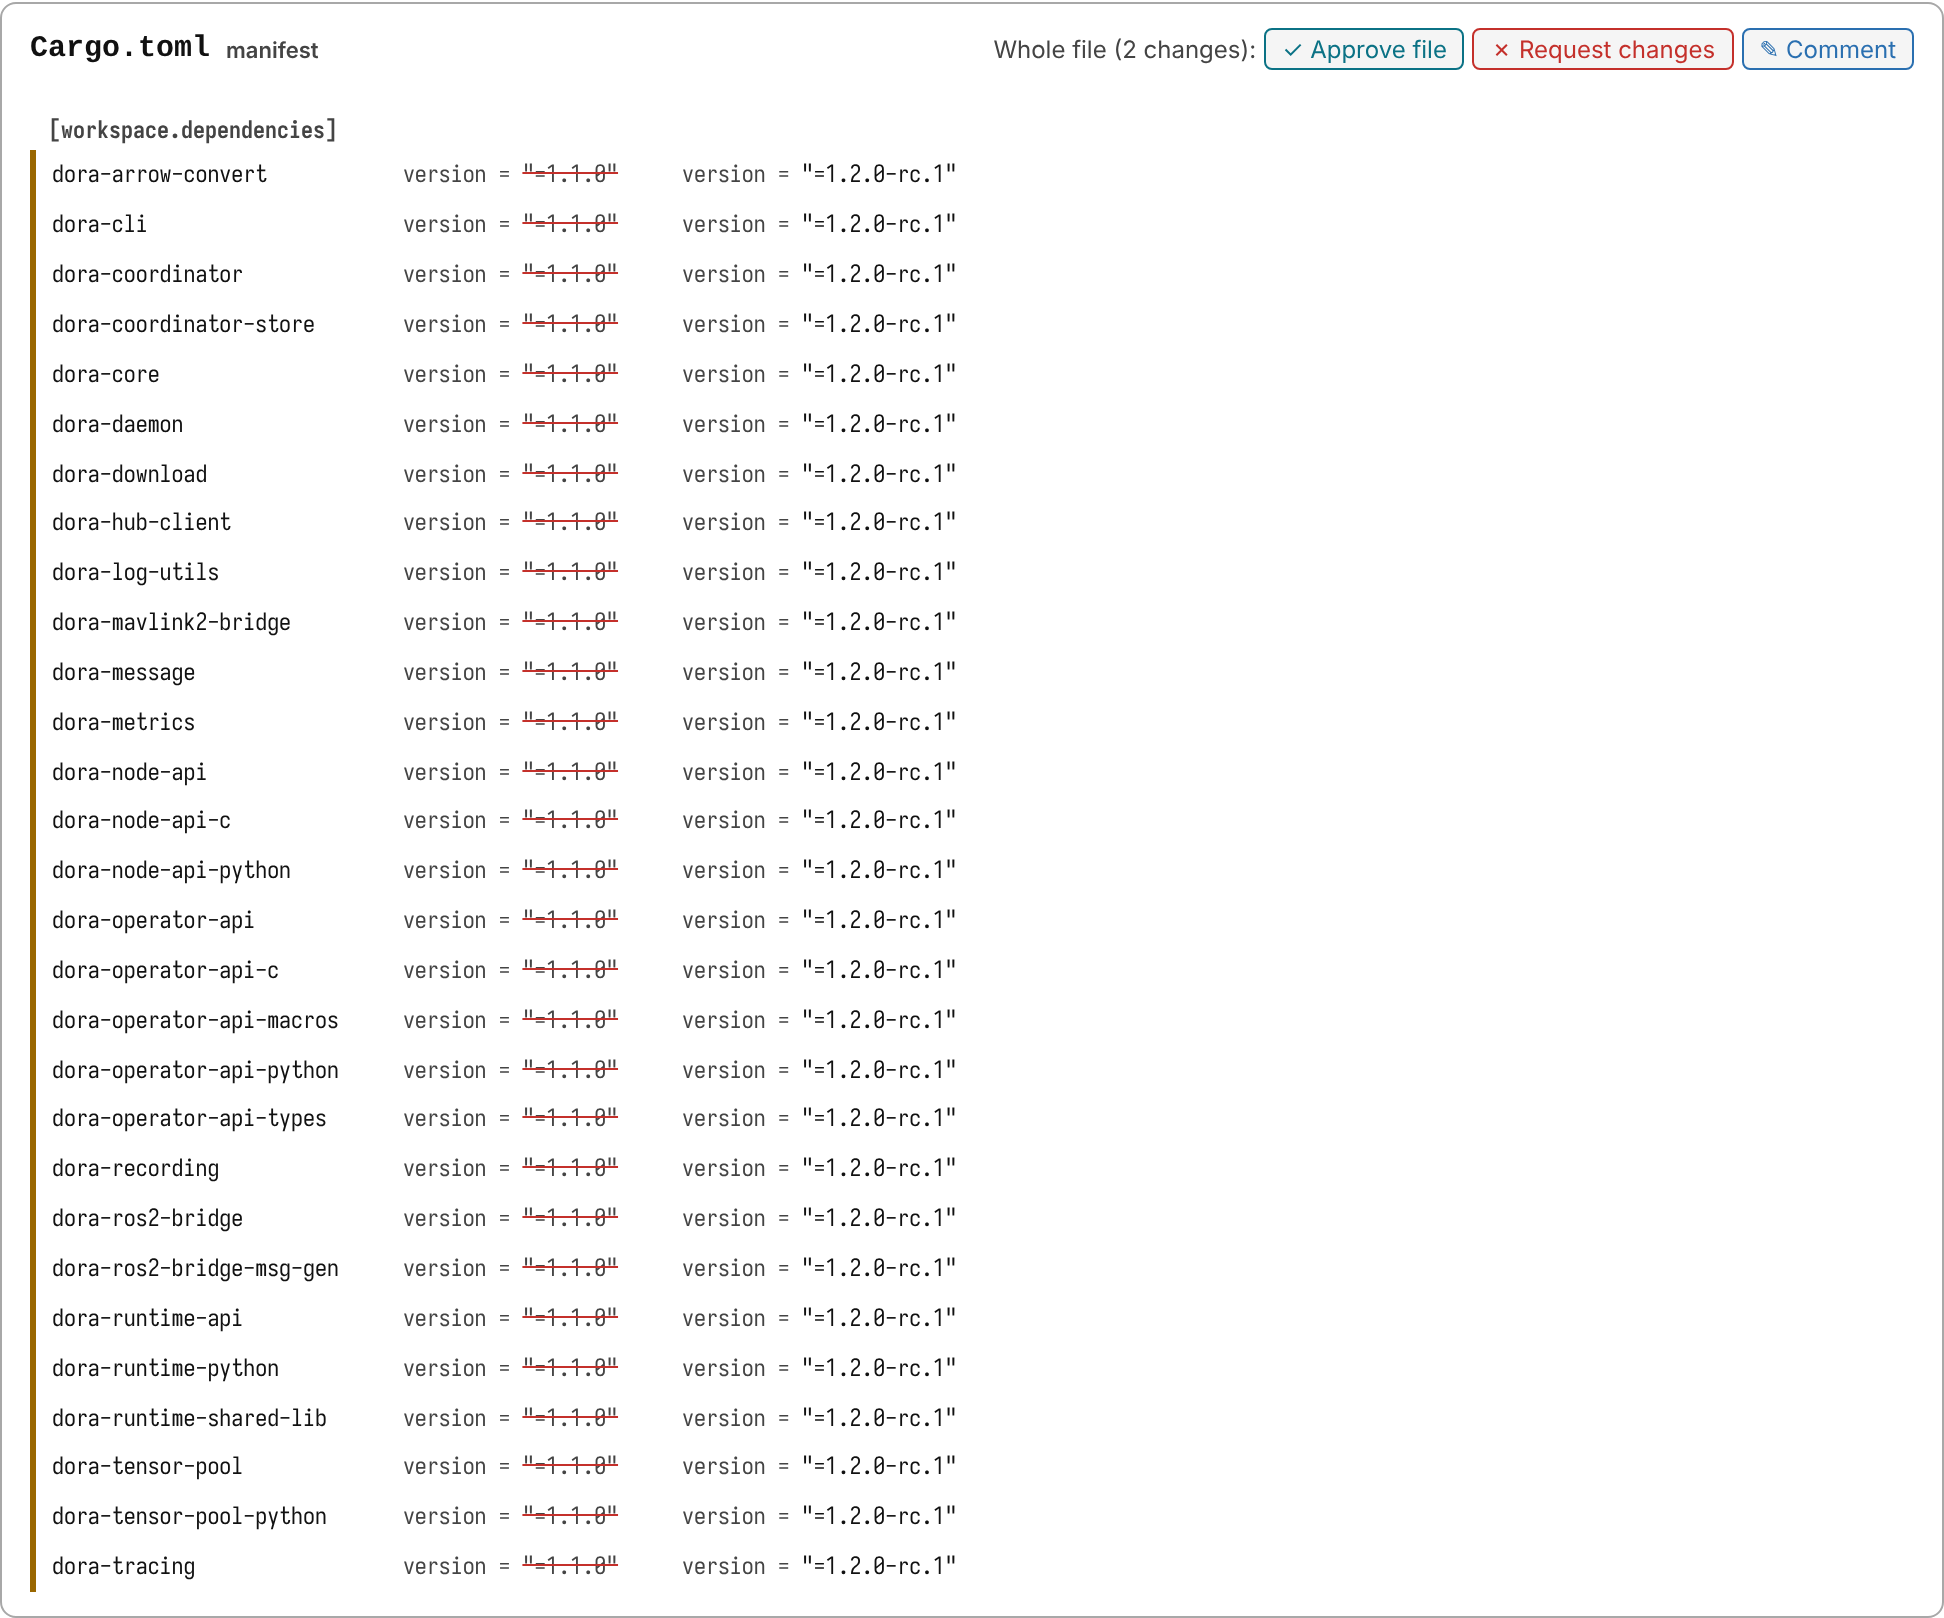 Cargo.toml manifest Whole file (2 changes): ✓ Approve file × Request changes ✎ Comment
[workspace.dependencies]
dora-arrow-convert version = "=1.1.0" version = "=1.2.0-rc.1"
dora-cli version = "=1.1.0" version = "=1.2.0-rc.1"
dora-coordinator version = "=1.1.0" version = "=1.2.0-rc.1"
dora-coordinator-store version = "=1.1.0" version = "=1.2.0-rc.1"
dora-core version = "=1.1.0" version = "=1.2.0-rc.1"
dora-daemon version = "=1.1.0" version = "=1.2.0-rc.1"
dora-download version = "=1.1.0" version = "=1.2.0-rc.1"
dora-hub-client version = "=1.1.0" version = "=1.2.0-rc.1"
dora-log-utils version = "=1.1.0" version = "=1.2.0-rc.1"
dora-mavlink2-bridge version = "=1.1.0" version = "=1.2.0-rc.1"
dora-message version = "=1.1.0" version = "=1.2.0-rc.1"
dora-metrics version = "=1.1.0" version = "=1.2.0-rc.1"
dora-node-api version = "=1.1.0" version = "=1.2.0-rc.1"
dora-node-api-c version = "=1.1.0" version = "=1.2.0-rc.1"
dora-node-api-python version = "=1.1.0" version = "=1.2.0-rc.1"
dora-operator-api version = "=1.1.0" version = "=1.2.0-rc.1"
dora-operator-api-c version = "=1.1.0" version = "=1.2.0-rc.1"
dora-operator-api-macros version = "=1.1.0" version = "=1.2.0-rc.1"
dora-operator-api-python version = "=1.1.0" version = "=1.2.0-rc.1"
dora-operator-api-types version = "=1.1.0" version = "=1.2.0-rc.1"
dora-recording version = "=1.1.0" version = "=1.2.0-rc.1"
dora-ros2-bridge version = "=1.1.0" version = "=1.2.0-rc.1"
dora-ros2-bridge-msg-gen version = "=1.1.0" version = "=1.2.0-rc.1"
dora-runtime-api version = "=1.1.0" version = "=1.2.0-rc.1"
dora-runtime-python version = "=1.1.0" version = "=1.2.0-rc.1"
dora-runtime-shared-lib version = "=1.1.0" version = "=1.2.0-rc.1"
dora-tensor-pool version = "=1.1.0" version = "=1.2.0-rc.1"
dora-tensor-pool-python version = "=1.1.0" version = "=1.2.0-rc.1"
dora-tracing version = "=1.1.0" version = "=1.2.0-rc.1"